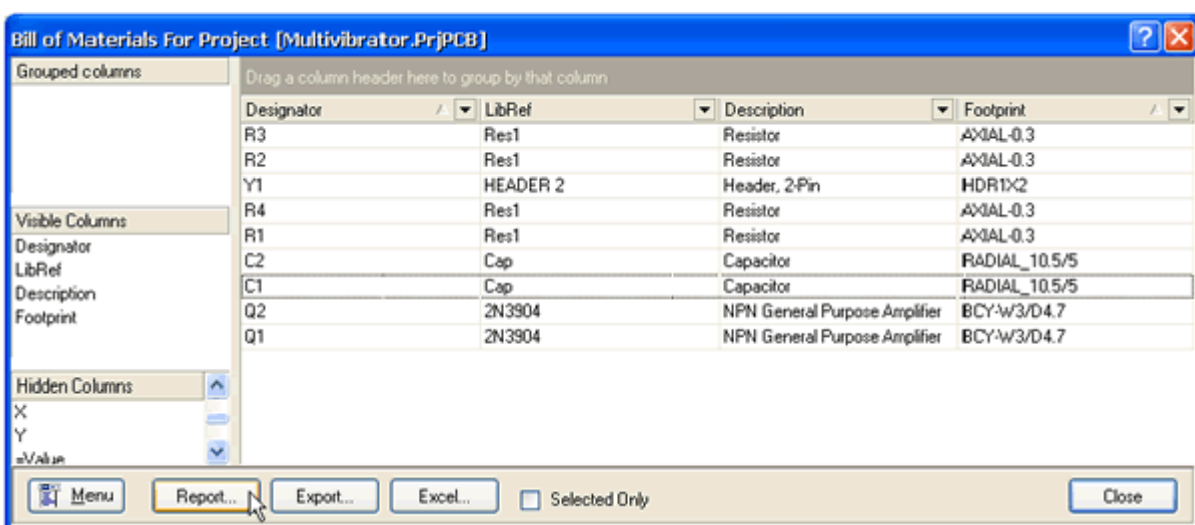 Bill of Materials For Project [Multivibrator.PrjPCB]
Grouped columns
Drag a column header here to group by that column
Designator LibRef Description Footprint
R3 Res1 Resistor AXIAL-0.3
R2 Res1 Resistor AXIAL-0.3
Y1 HEADER 2 Header, 2-Pin HDR1X2
R4 Res1 Resistor AXIAL-0.3
R1 Res1 Resistor AXIAL-0.3
C2 Cap Capacitor RADIAL_10.5/5
C1 Cap Capacitor RADIAL_10.5/5
Q2 2N3904 NPN General Purpose Amplifier BCY-W3/D4.7
Q1 2N3904 NPN General Purpose Amplifier BCY-W3/D4.7
Visible Columns
Designator
LibRef
Description
Footprint
Hidden Columns
X
Y
=Value
Menu Report... Export... Excel... Selected Only Close